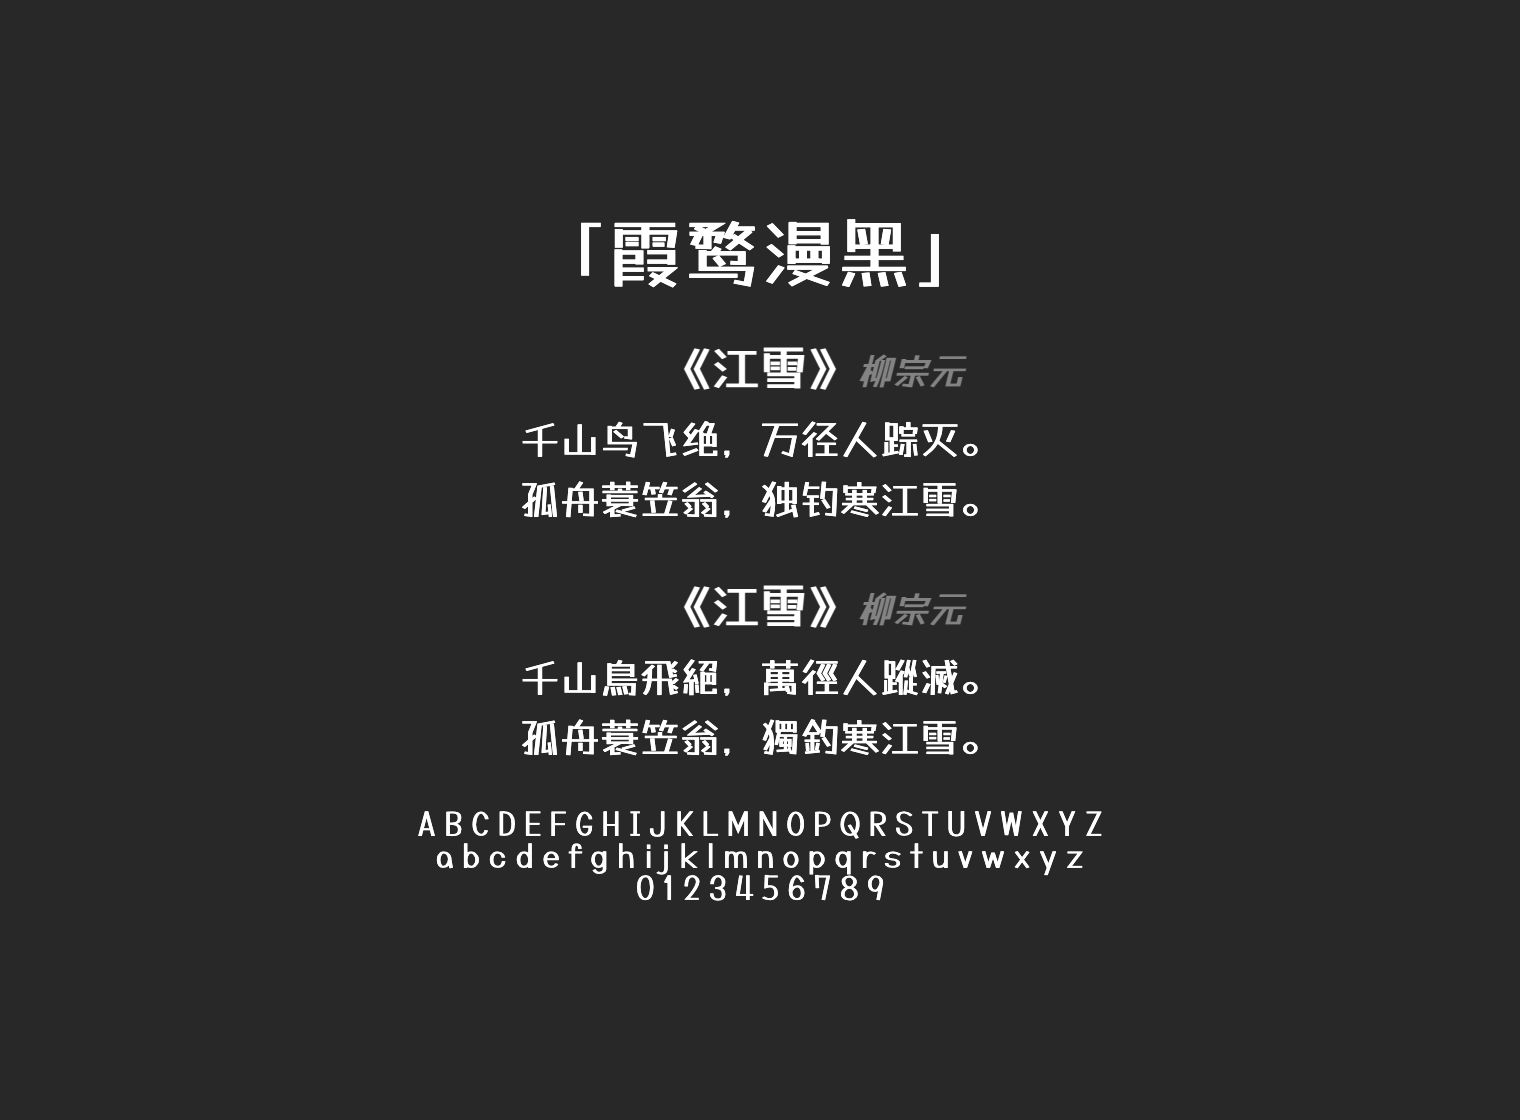 「霞鹜漫黑」
《江雪》 柳宗元
千山鸟飞绝，万径人踪灭。
孤舟蓑笠翁，独钓寒江雪。
《江雪》 柳宗元
千山鳥飛絕，萬徑人蹤滅。
孤舟蓑笠翁，獨釣寒江雪。
ABCDEFGHIJKLMNOPQRSTUVWXYZ
abcdefghijklmnopqrstuvwxyz
0123456789